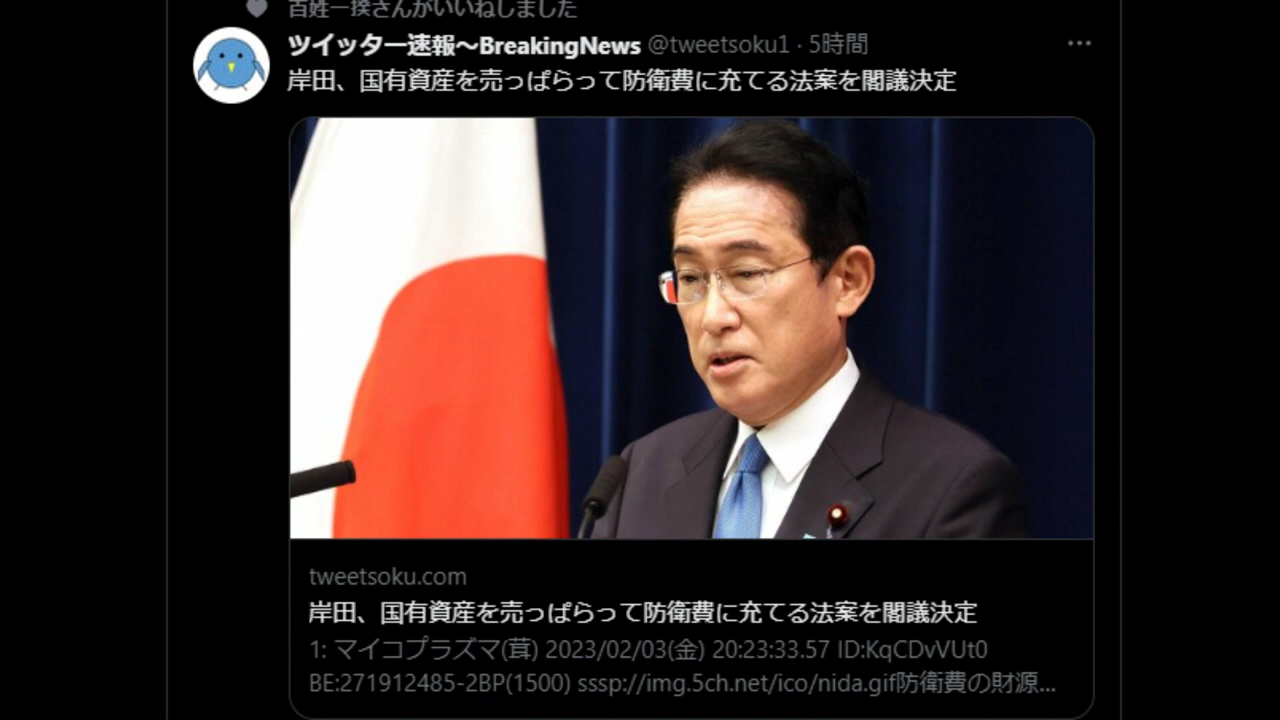 百姓一揆さんがいいねしました
ツイッター速報〜BreakingNews @tweetsoku1 · 5時間
岸田、国有資産を売っぱらって防衛費に充てる法案を閣議決定
tweetsoku.com
岸田、国有資産を売っぱらって防衛費に充てる法案を閣議決定
1: マイコプラズマ(茸) 2023/02/03(金) 20:23:33.57 ID:KqCDvVUt0
BE:271912485-2BP(1500) sssp://img.5ch.net/ico/nida.gif防衛費の財源...